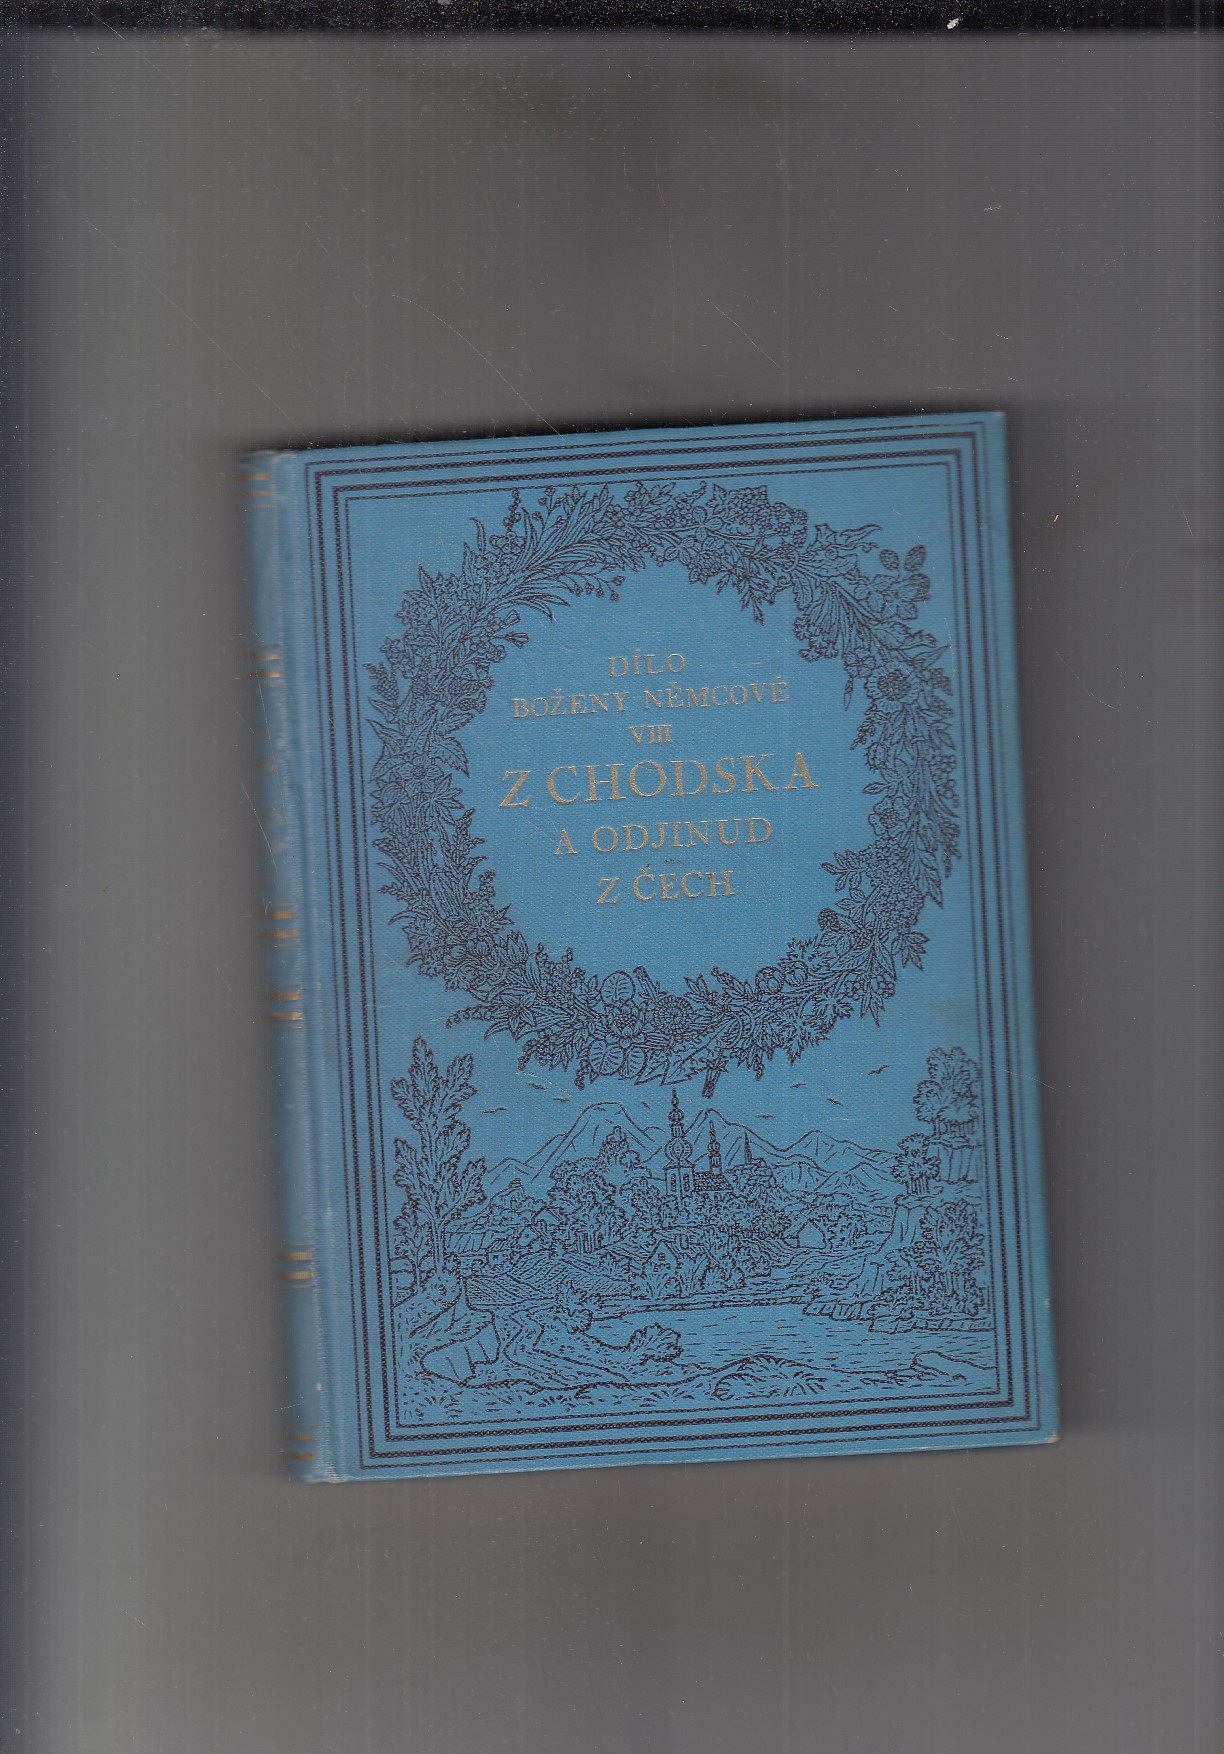 DÍLO
BOŽENY NĚMCOVÉ
VIII
Z CHODSKA
A ODJINUD
Z ČECH